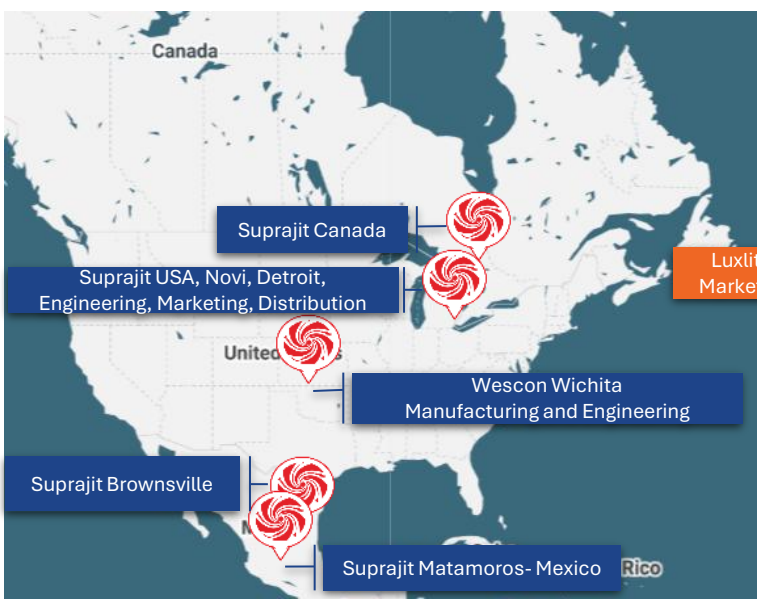 Canada
Suprajit Canada
Suprajit USA, Novi, Detroit,
Engineering, Marketing, Distribution
United
Wescon Wichita
Manufacturing and Engineering
Suprajit Brownsville
Suprajit Matamoros- Mexico
Rico